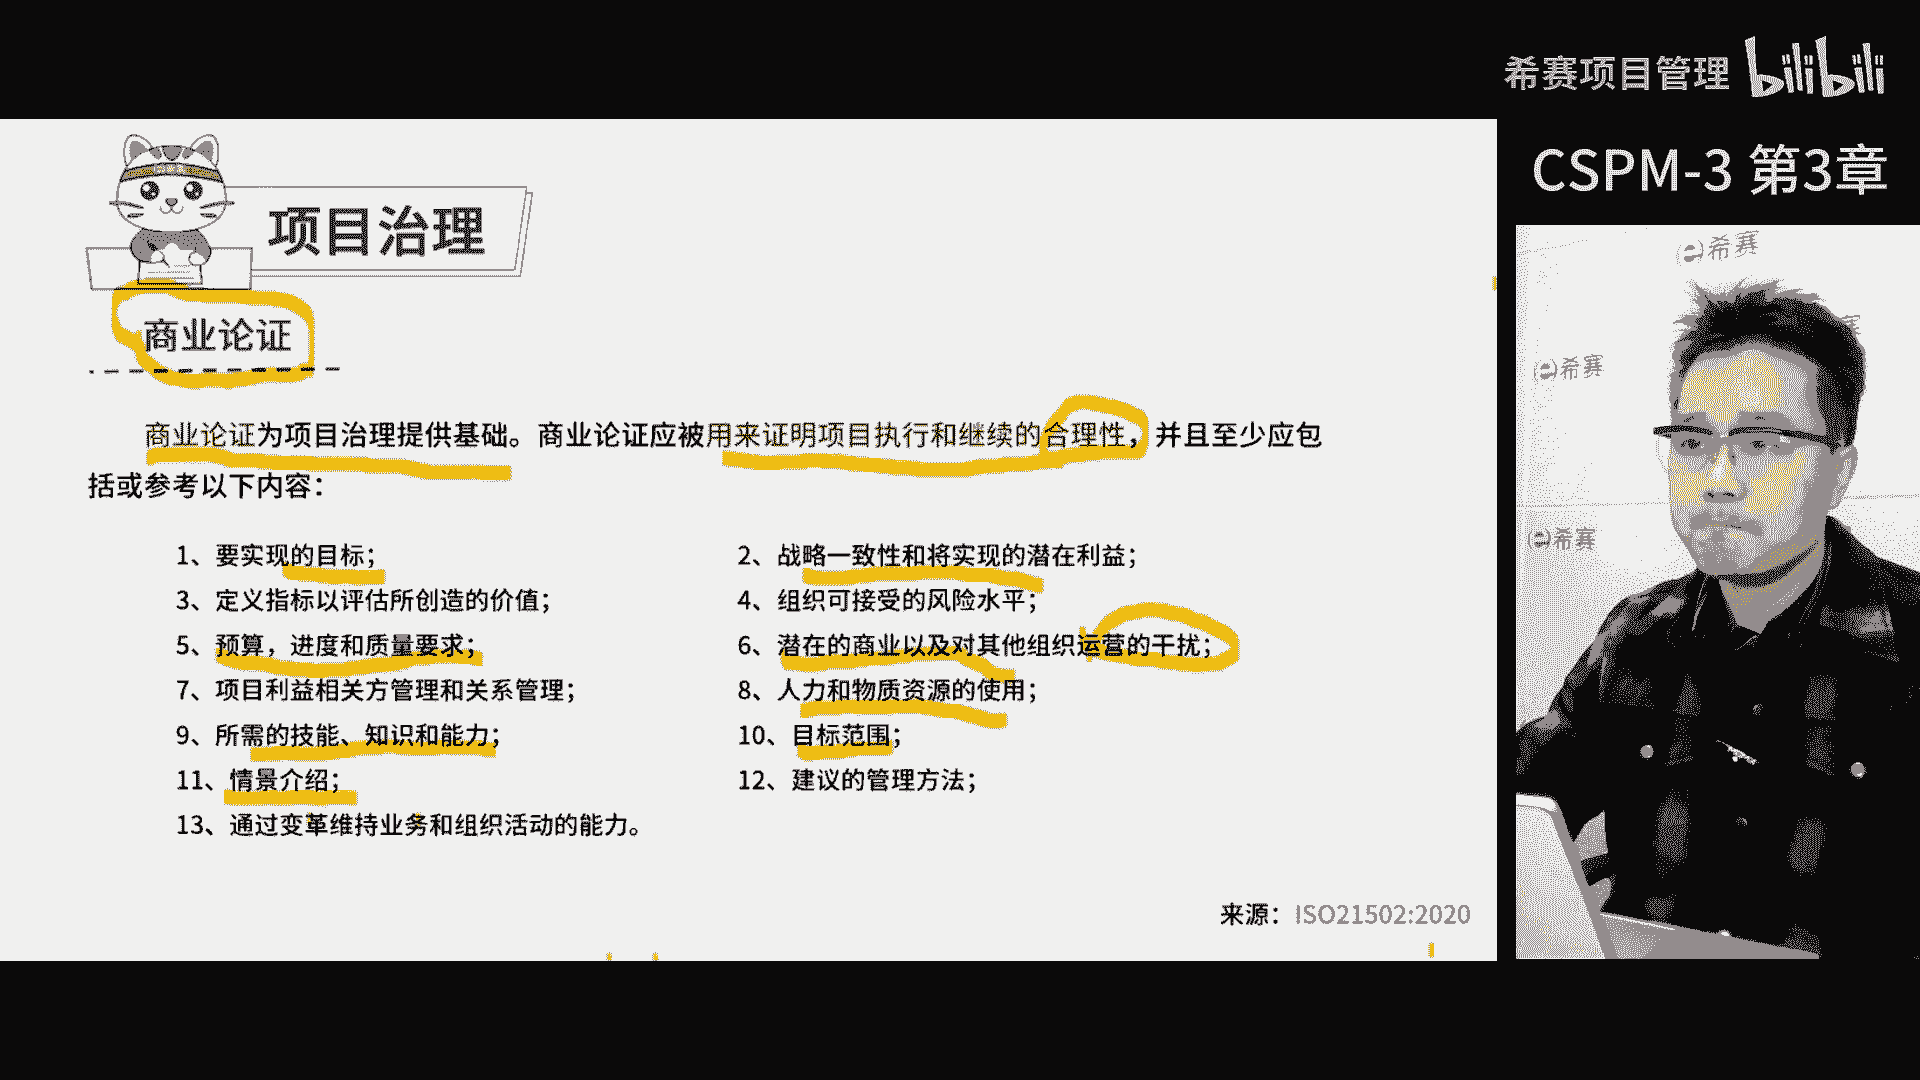 希赛项目管理 bilibili
CSPM-3 第3章
项目治理
商业论证
商业论证为项目治理提供基础。商业论证应被用来证明项目执行和继续的合理性，并且至少应包
括或参考以下内容：
1、要实现的目标；
2、战略一致性和将实现的潜在利益；
3、定义指标以评估所创造的价值；
4、组织可接受的风险水平；
5、预算，进度和质量要求；
6、潜在的商业以及对其他组织运营的干扰；
7、项目利益相关方管理和关系管理；
8、人力和物质资源的使用；
9、所需的技能、知识和能力；
10、目标范围；
11、情景介绍；
12、建议的管理方法；
13、通过变革维持业务和组织活动的能力。
来源：ISO21502:2020
希赛
希赛
希赛